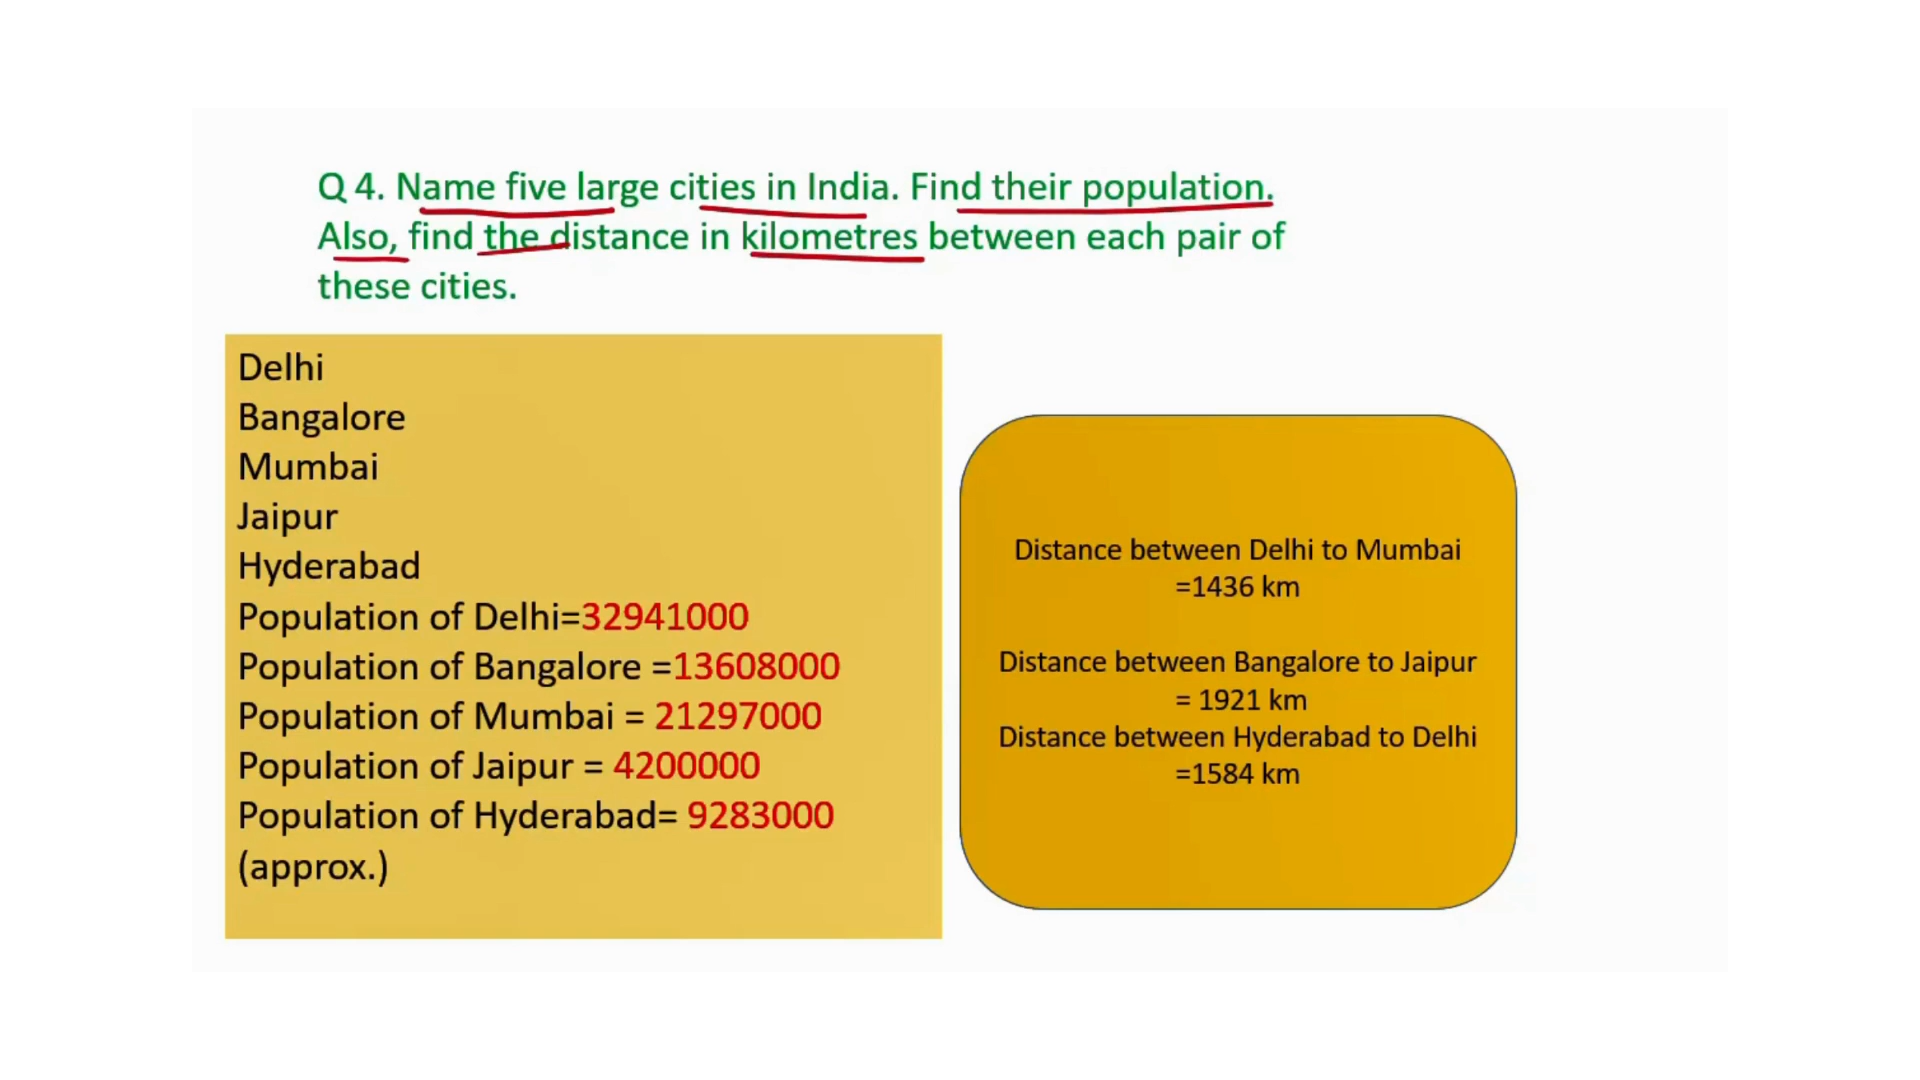 Q 4. Name five large cities in India. Find their population.
Also, find the distance in kilometres between each pair of
these cities.
Delhi
Bangalore
Mumbai
Jaipur
Hyderabad
Population of Delhi=32941000
Population of Bangalore =13608000
Population of Mumbai = 21297000
Population of Jaipur = 4200000
Population of Hyderabad= 9283000
(approx.)
Distance between Delhi to Mumbai
=1436 km
Distance between Bangalore to Jaipur
= 1921 km
Distance between Hyderabad to Delhi
=1584 km